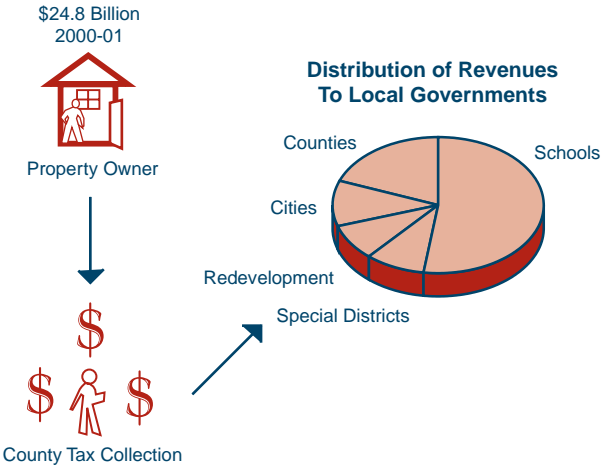 $24.8 Billion
2000-01
Property Owner
Distribution of Revenues
To Local Governments
Counties
Schools
Cities
Redevelopment
Special Districts
$
$
$
County Tax Collection